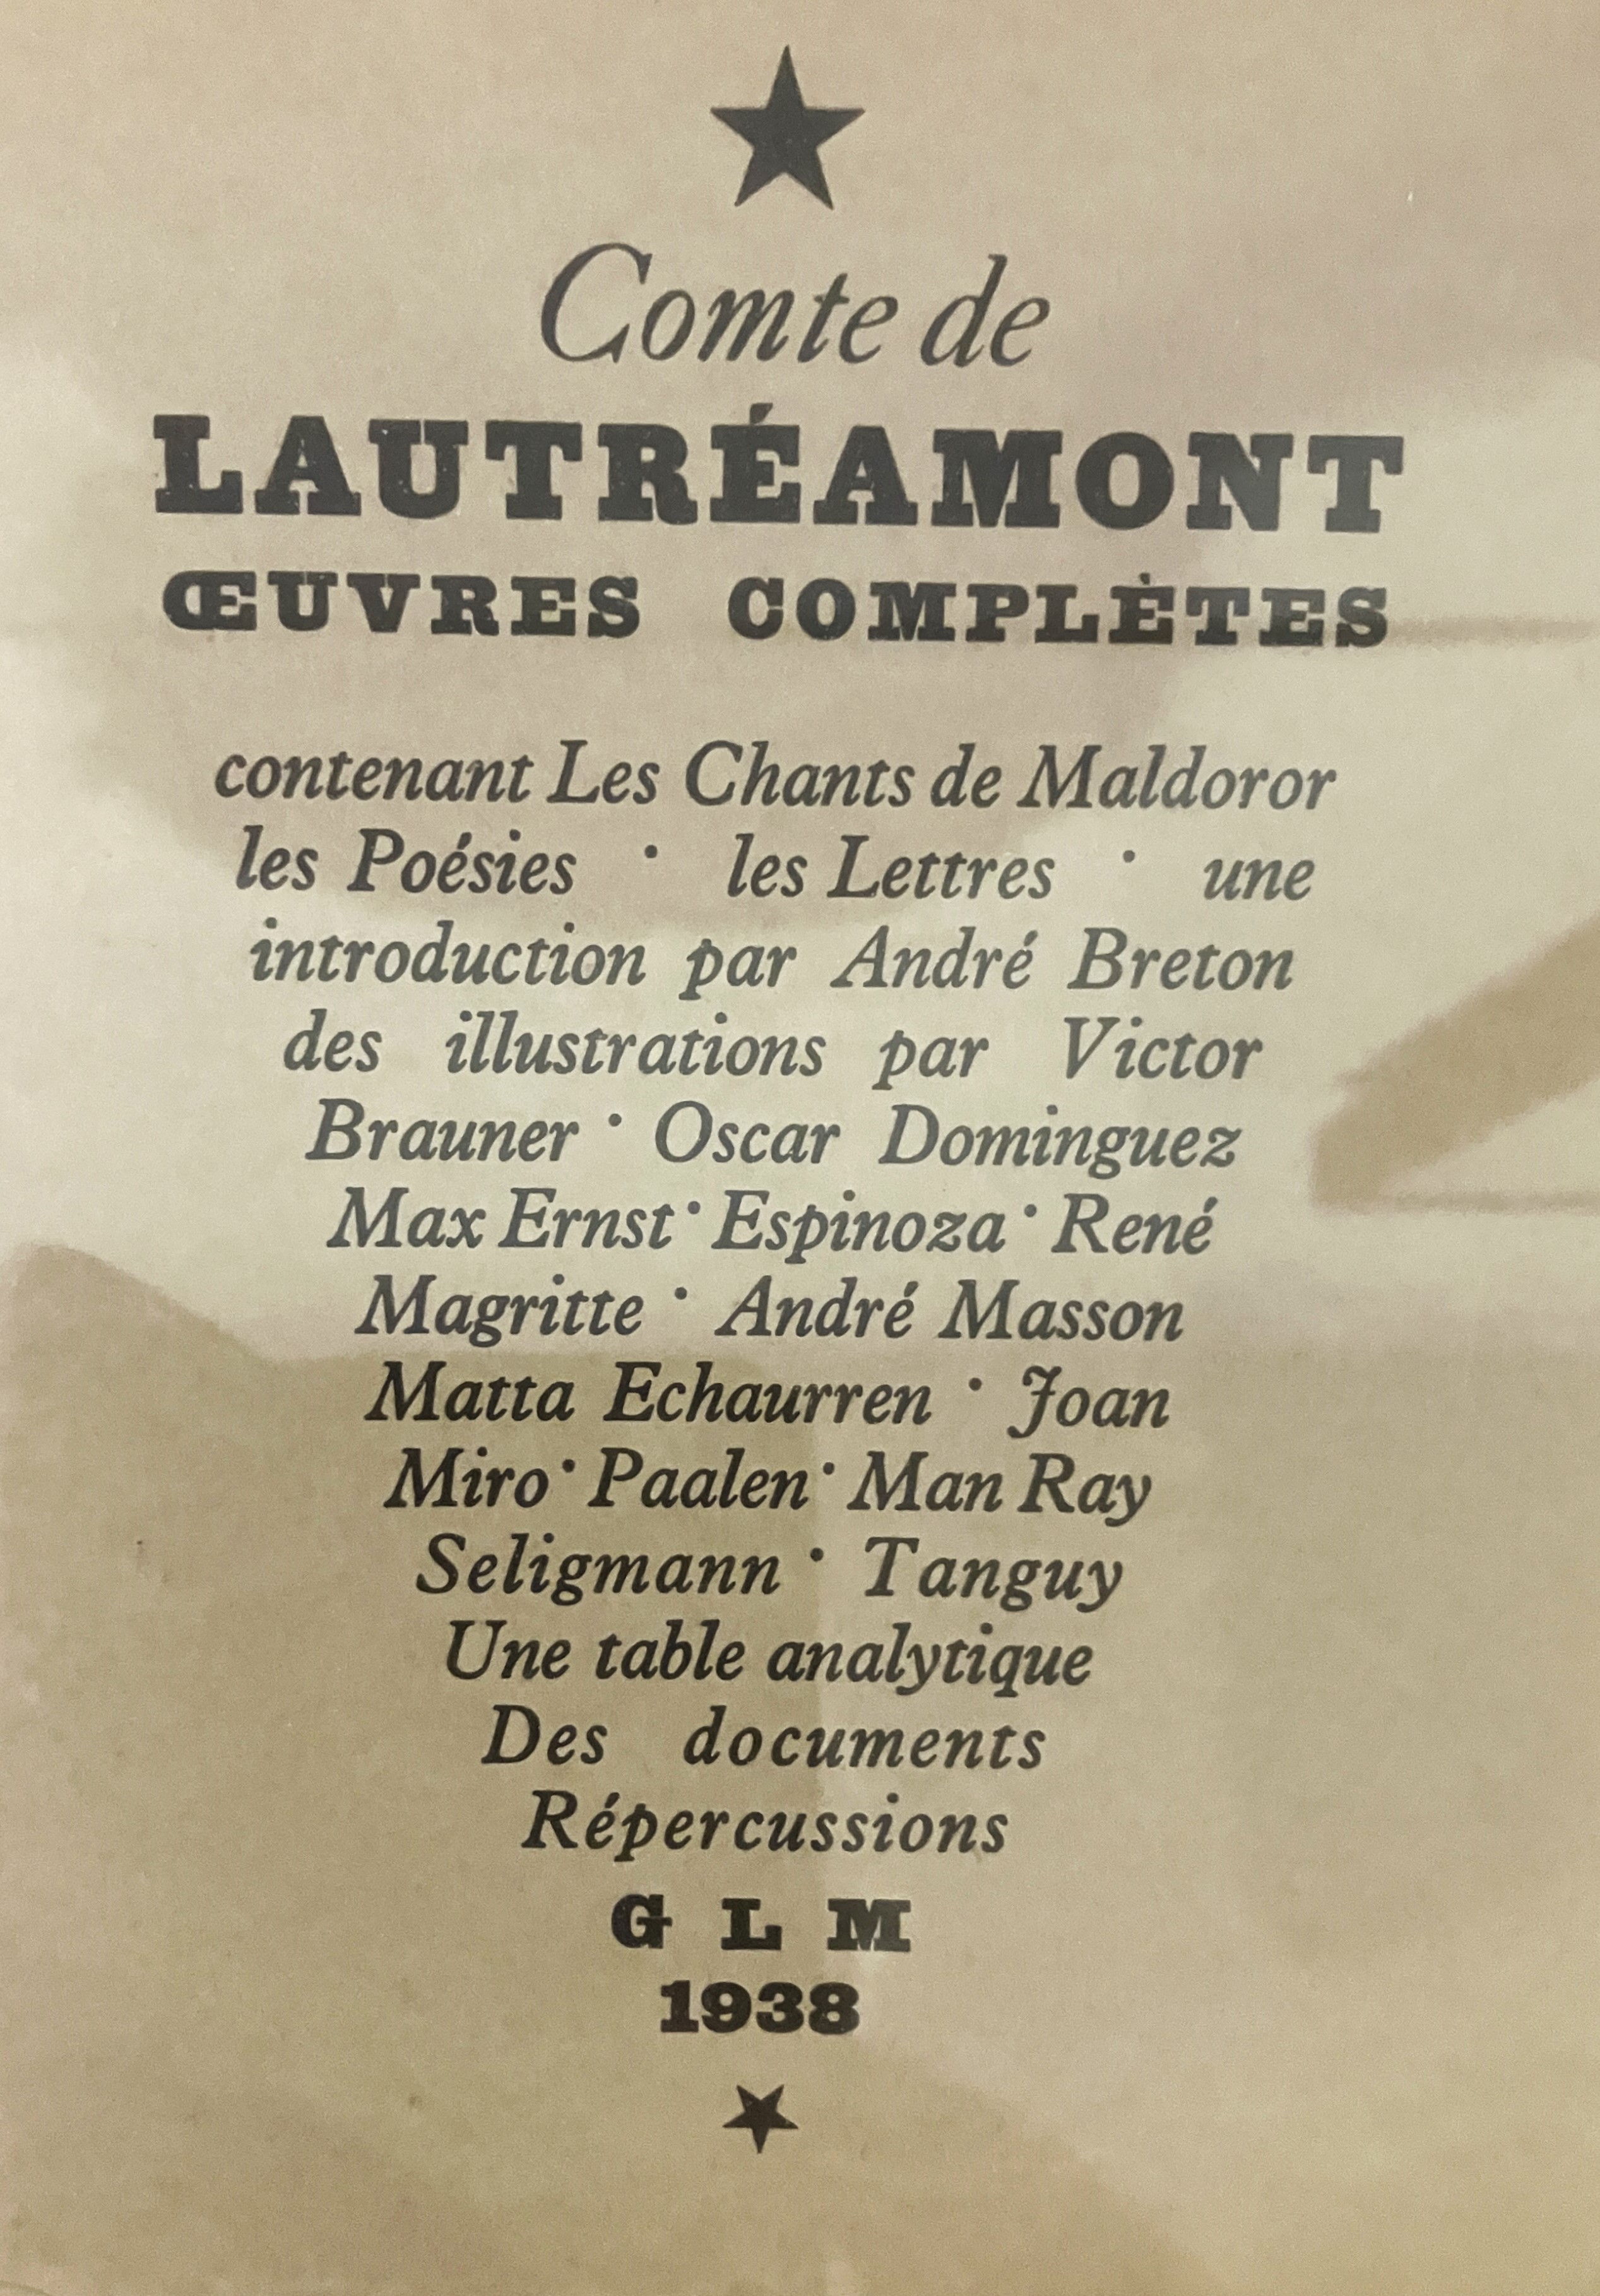 Comte de
LAUTRÉAMONT
ŒUVRES COMPLÈTES
contenant Les Chants de Maldoror
les Poésies · les Lettres · une
introduction par André Breton
des illustrations par Victor
Brauner · Oscar Dominguez
Max Ernst · Espinoza · René
Magritte · André Masson
Matta Echaurren · Joan
Miro · Paalen · Man Ray
Seligmann · Tanguy
Une table analytique
Des documents
Répercussions
G L M
1938